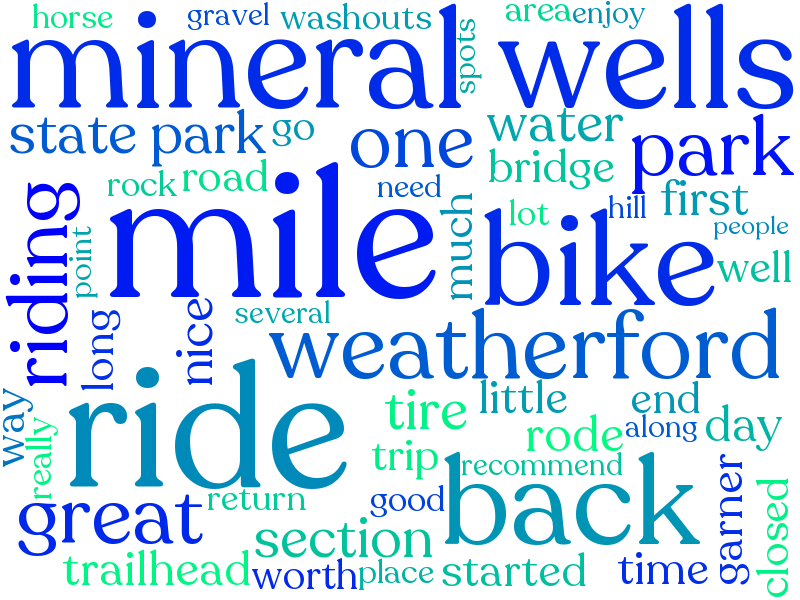 horse gravel washouts spots area enjoy
mineral wells
state park go one water park
rock road need bridge
riding point mile much lot hill first people
bike well
long nice several weatherford
way ride tire little end day
really trip rode along
recommend
great return good back garner closed
section
trailhead worth place started time